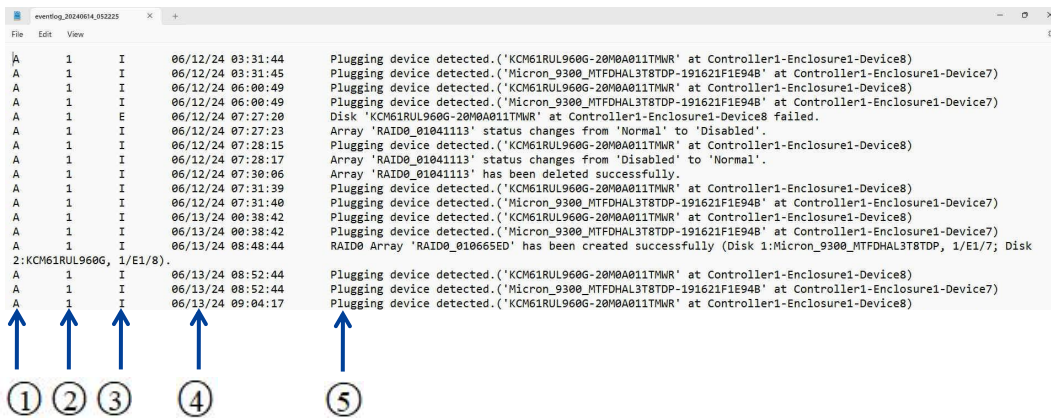 eventlog_20240614_052225 × +
File Edit View
A 1 I 06/12/24 03:31:44 Plugging device detected.('KCM61RUL960G-20M0A011TMWR' at Controller1-Enclosure1-Device8)
A 1 I 06/12/24 03:31:45 Plugging device detected.('Micron_9300_MTFDHAL3T8TDP-191621F1E94B' at Controller1-Enclosure1-Device7)
A 1 I 06/12/24 06:00:49 Plugging device detected.('KCM61RUL960G-20M0A011TMWR' at Controller1-Enclosure1-Device8)
A 1 I 06/12/24 06:00:49 Plugging device detected.('Micron_9300_MTFDHAL3T8TDP-191621F1E94B' at Controller1-Enclosure1-Device7)
A 1 E 06/12/24 07:27:20 Disk 'KCM61RUL960G-20M0A011TMWR' at Controller1-Enclosure1-Device8 failed.
A 1 I 06/12/24 07:27:23 Array 'RAID0_01041113' status changes from 'Normal' to 'Disabled'.
A 1 I 06/12/24 07:28:15 Plugging device detected.('KCM61RUL960G-20M0A011TMWR' at Controller1-Enclosure1-Device8)
A 1 I 06/12/24 07:28:17 Array 'RAID0_01041113' status changes from 'Disabled' to 'Normal'.
A 1 I 06/12/24 07:30:06 Array 'RAID0_01041113' has been deleted successfully.
A 1 I 06/12/24 07:31:39 Plugging device detected.('KCM61RUL960G-20M0A011TMWR' at Controller1-Enclosure1-Device8)
A 1 I 06/12/24 07:31:40 Plugging device detected.('Micron_9300_MTFDHAL3T8TDP-191621F1E94B' at Controller1-Enclosure1-Device7)
A 1 I 06/13/24 00:38:42 Plugging device detected.('KCM61RUL960G-20M0A011TMWR' at Controller1-Enclosure1-Device8)
A 1 I 06/13/24 00:38:42 Plugging device detected.('Micron_9300_MTFDHAL3T8TDP-191621F1E94B' at Controller1-Enclosure1-Device7)
A 1 I 06/13/24 08:48:44 RAID0 Array 'RAID0_010665ED' has been created successfully (Disk 1:Micron_9300_MTFDHAL3T8TDP, 1/E1/7; Disk
2:KCM61RUL960G, 1/E1/8).
A 1 I 06/13/24 08:52:44 Plugging device detected.('KCM61RUL960G-20M0A011TMWR' at Controller1-Enclosure1-Device8)
A 1 I 06/13/24 08:52:44 Plugging device detected.('Micron_9300_MTFDHAL3T8TDP-191621F1E94B' at Controller1-Enclosure1-Device7)
A 1 I 06/13/24 09:04:17 Plugging device detected.('KCM61RUL960G-20M0A011TMWR' at Controller1-Enclosure1-Device8)
① ② ③ ④ ⑤